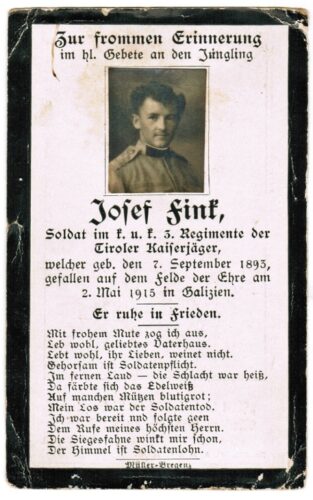 Zur frommen Erinnerung
im hl. Gebete an den Jüngling
Josef Fink,
Soldat im k. u. k. 3. Regimente der
Tiroler Kaiserjäger,
welcher geb. den 7. September 1893,
gefallen auf dem Felde der Ehre am
2. Mai 1915 in Galizien.
Er ruhe in Frieden.
Mit frohem Mute zog ich aus,
Leb wohl, geliebtes Vaterhaus.
Lebt wohl, ihr Lieben, weinet nicht.
Gehorsam ist Soldatenpflicht.
Im fernen Land — die Schlacht war heiß,
Da färbte sich das Edelweiß
Auf manchen Mützen blutigrot;
Mein Los war der Soldatentod.
Ich war bereit und folgte gern
Dem Rufe meines höchsten Herrn.
Die Siegesfahne winkt mir schon,
Der Himmel ist Soldatenlohn.
Müller-Bregenz